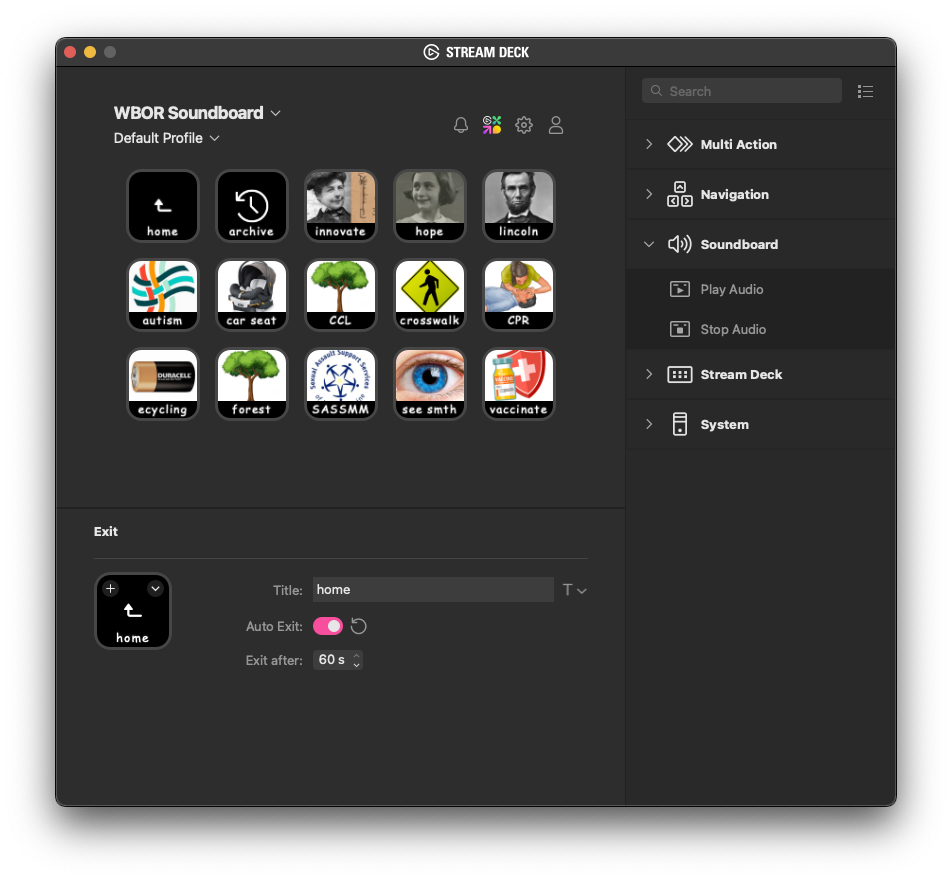 STREAM DECK
WBOR Soundboard
Default Profile
home
archive
innovate
hope
lincoln
autism
car seat
CCL
crosswalk
CPR
DURACELL
ecycling
forest
Sexual Assault Support Services
SASSMM
see smth
VACCINE
vaccinate
Exit
home
Title:
home
T
Auto Exit:
Exit after:
60 s
Search
Multi Action
Navigation
Soundboard
Play Audio
Stop Audio
Stream Deck
System